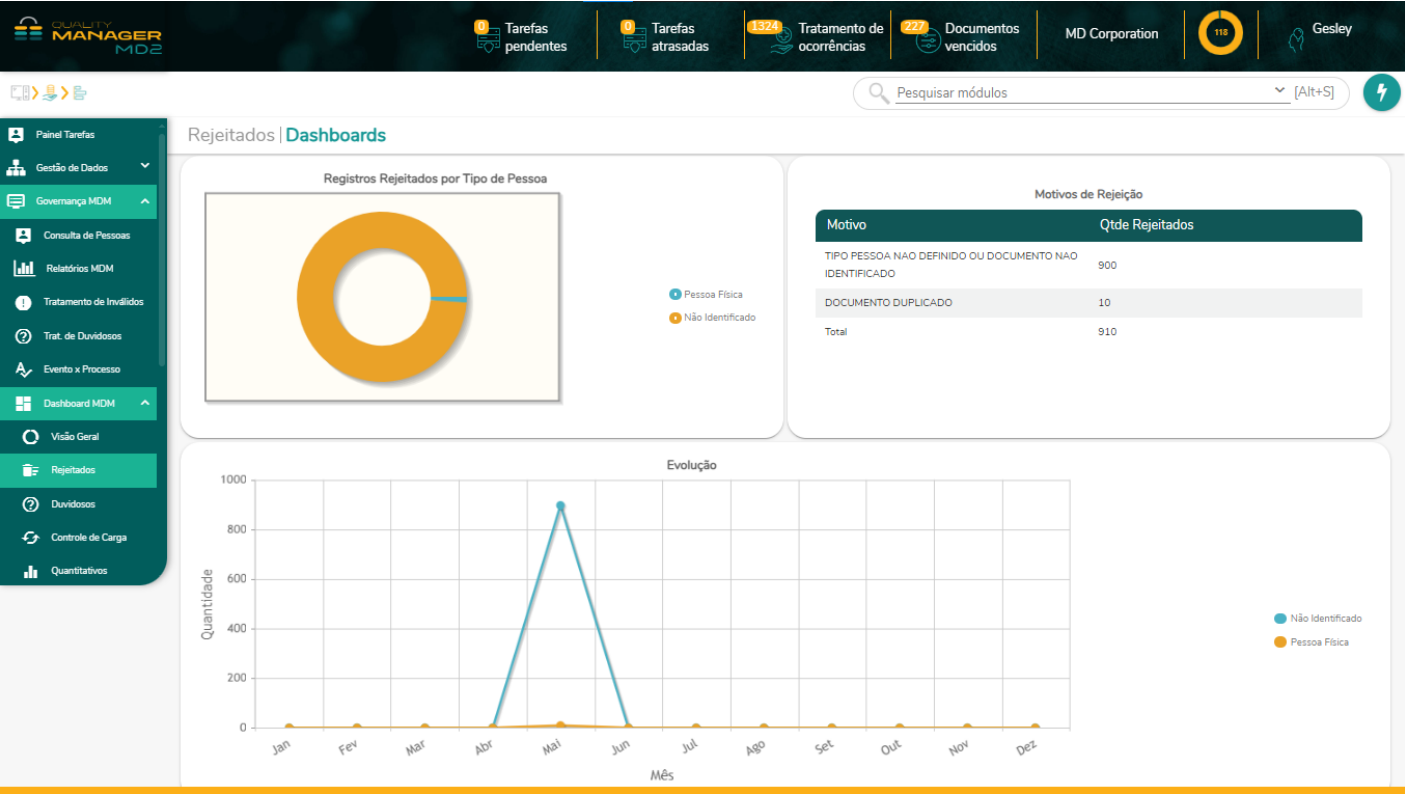 QUALITY
MANAGER
MD2
0
Tarefas
pendentes
0
Tarefas
atrasadas
1324
Tratamento de
ocorrências
227
Documentos
vencidos
MD Corporation
118
Gesley
Pesquisar módulos
[Alt+S]
Painel Tarefas
Gestão de Dados
Governança MDM
Consulta de Pessoas
Relatórios MDM
Tratamento de Inválidos
Trat. de Duvidosos
Evento x Processo
Dashboard MDM
Visão Geral
Rejeitados
Duvidosos
Controle de Carga
Quantitativos
Rejeitados | Dashboards
Registros Rejeitados por Tipo de Pessoa
Pessoa Física
Não Identificado
Motivos de Rejeição
Motivo Qtde Rejeitados
TIPO PESSOA NAO DEFINIDO OU DOCUMENTO NAO
IDENTIFICADO
900
DOCUMENTO DUPLICADO 10
Total 910
Evolução
1000
800
600
400
200
0
Quantidade
Jan Fev Mar Abr Mai Jun Jul Ago Set Out Nov Dez
Mês
Não Identificado
Pessoa Física